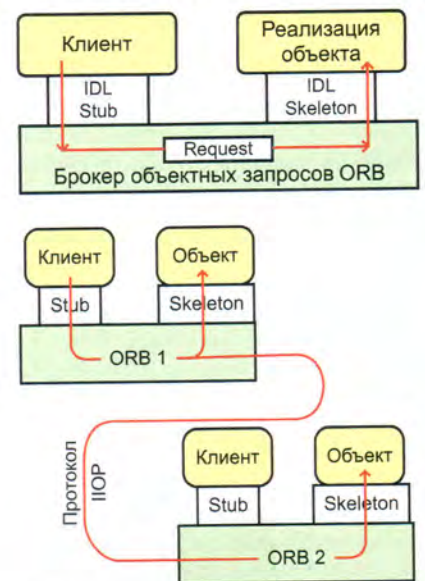 Клиент
Реализация
объекта
IDL
Stub
IDL
Skeleton
Request
Брокер объектных запросов ORB
Клиент
Объект
Stub
Skeleton
ORB 1
Протокол
IIOP
Клиент
Объект
Stub
Skeleton
ORB 2